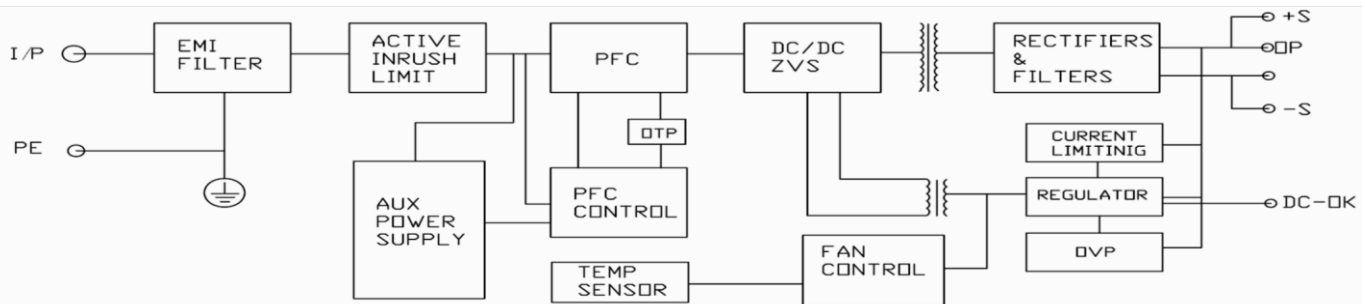 I/P
EMI
FILTER
ACTIVE
INRUSH
LIMIT
PFC
DC/DC
ZVS
RECTIFIERS
&
FILTERS
+S
OP
-S
PE
OTP
CURRENT
LIMITINIG
AUX
POWER
SUPPLY
PFC
CONTROL
REGULATOR
DC-OK
OVP
FAN
CONTROL
TEMP
SENSOR